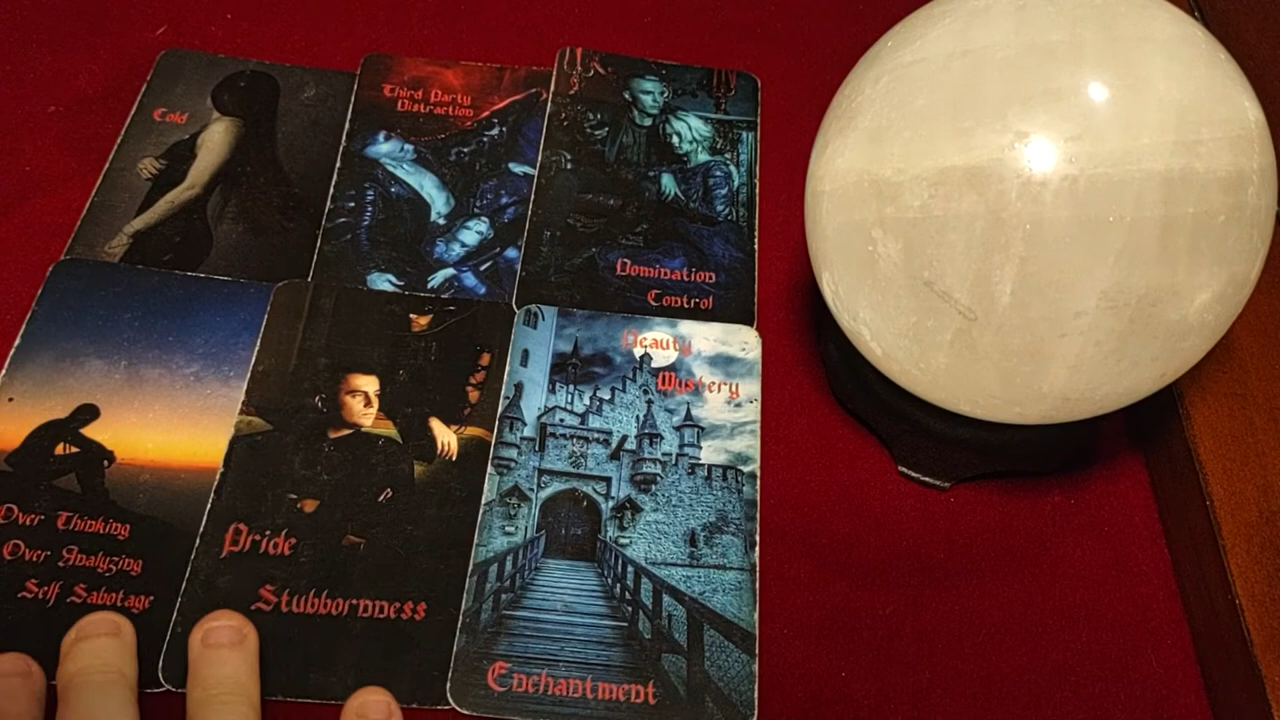 Cold
Third Party
Distraction
Domination
Control
Over Thinking
Over Analyzing
Self Sabotage
Pride
Stubbornness
Beauty
Mystery
Enchantment